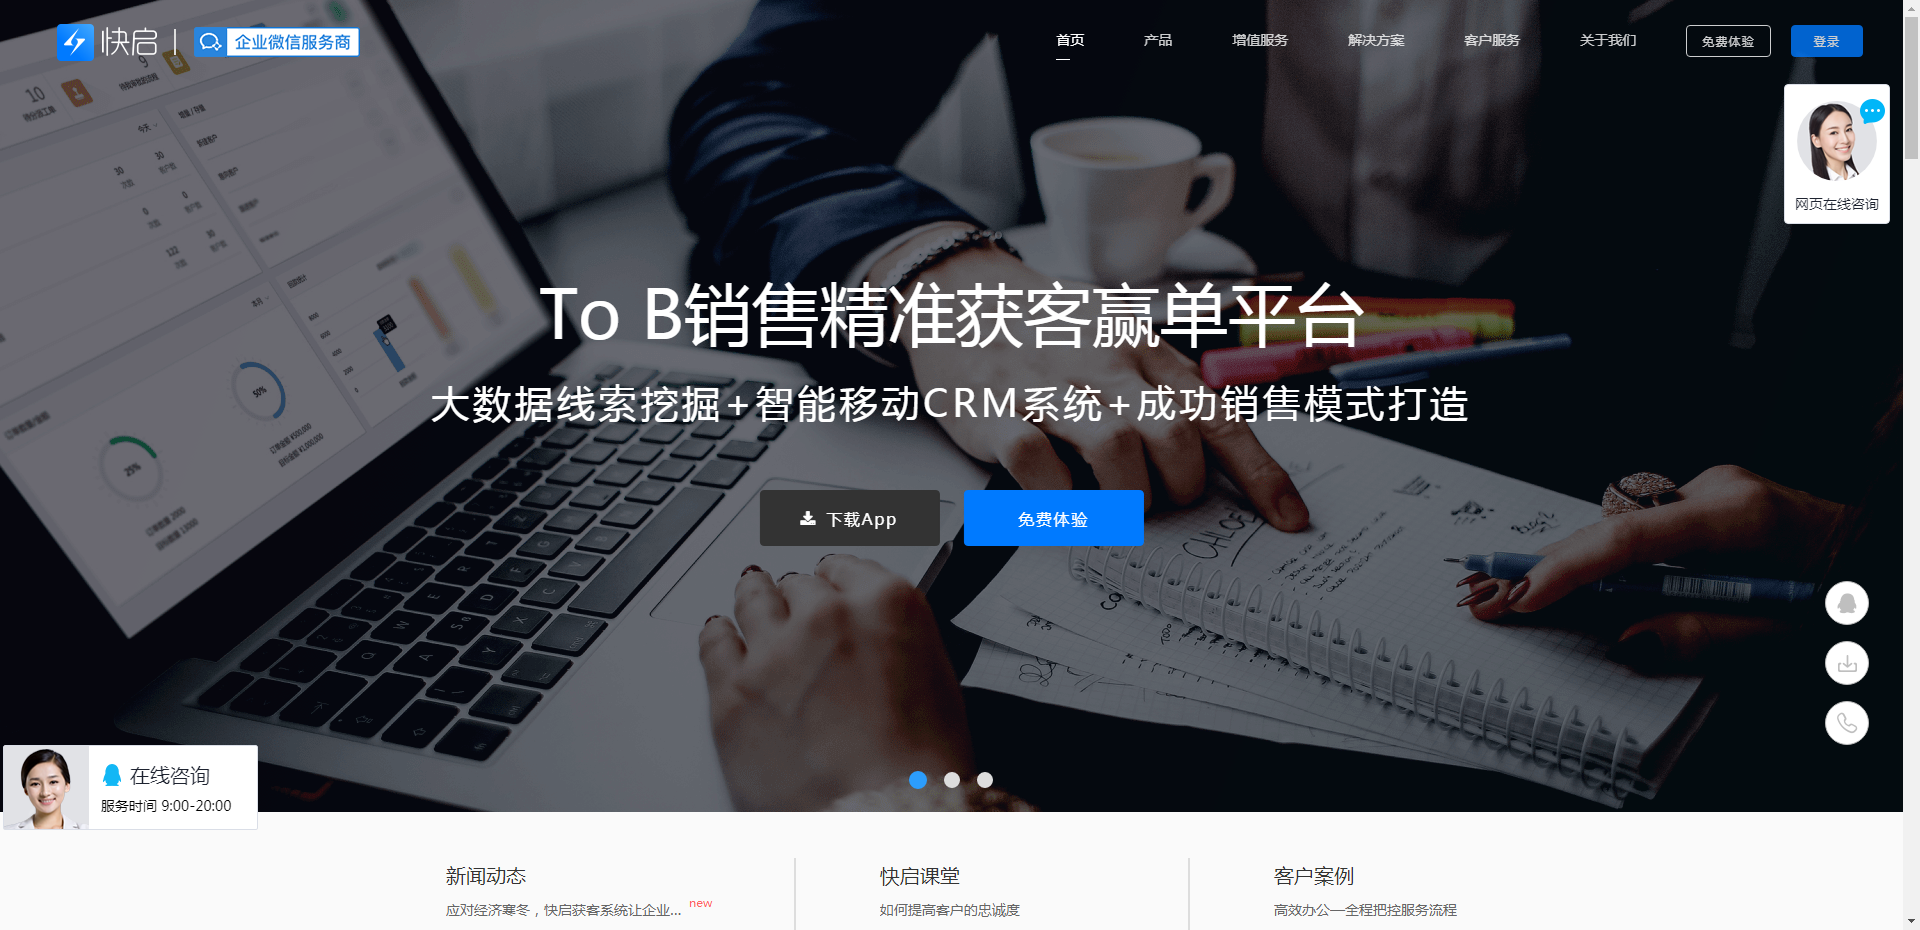 快启
企业微信服务商
首页
产品
增值服务
解决方案
客户服务
关于我们
免费体验
登录
网页在线咨询
To B销售精准获客赢单平台
大数据线索挖掘+智能移动CRM系统+成功销售模式打造
下载App
免费体验
在线咨询
服务时间 9:00-20:00
新闻动态
应对经济寒冬，快启获客系统让企业... new
快启课堂
如何提高客户的忠诚度
客户案例
高效办公—全程把控服务流程